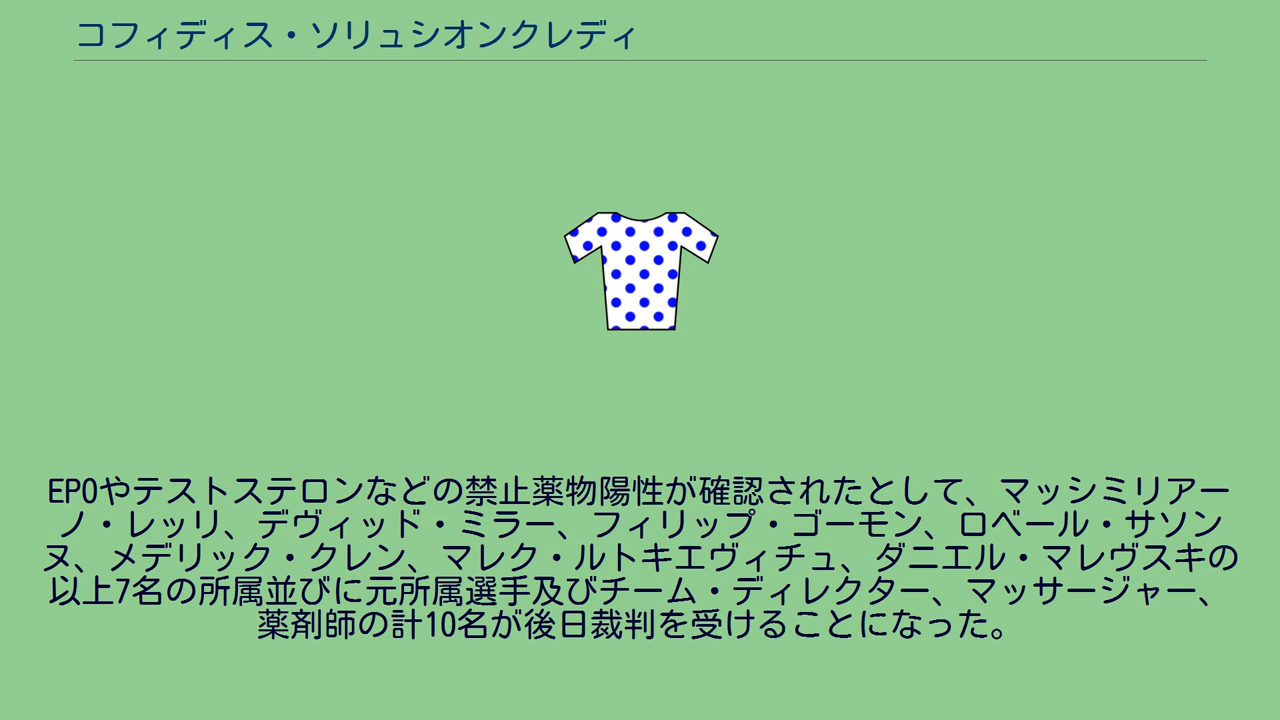 コフィディス・ソリュシオンクレディ
EPOやテストステロンなどの禁止薬物陽性が確認されたとして、マッシミリアー
ノ・レッリ、デヴィッド・ミラー、フィリップ・ゴーモン、ロベール・サソン
ヌ、メデリック・クレン、マレク・ルトキエヴィチュ、ダニエル・マレヴスキの
以上7名の所属並びに元所属選手及びチーム・ディレクター、マッサージャー、
薬剤師の計10名が後日裁判を受けることになった。